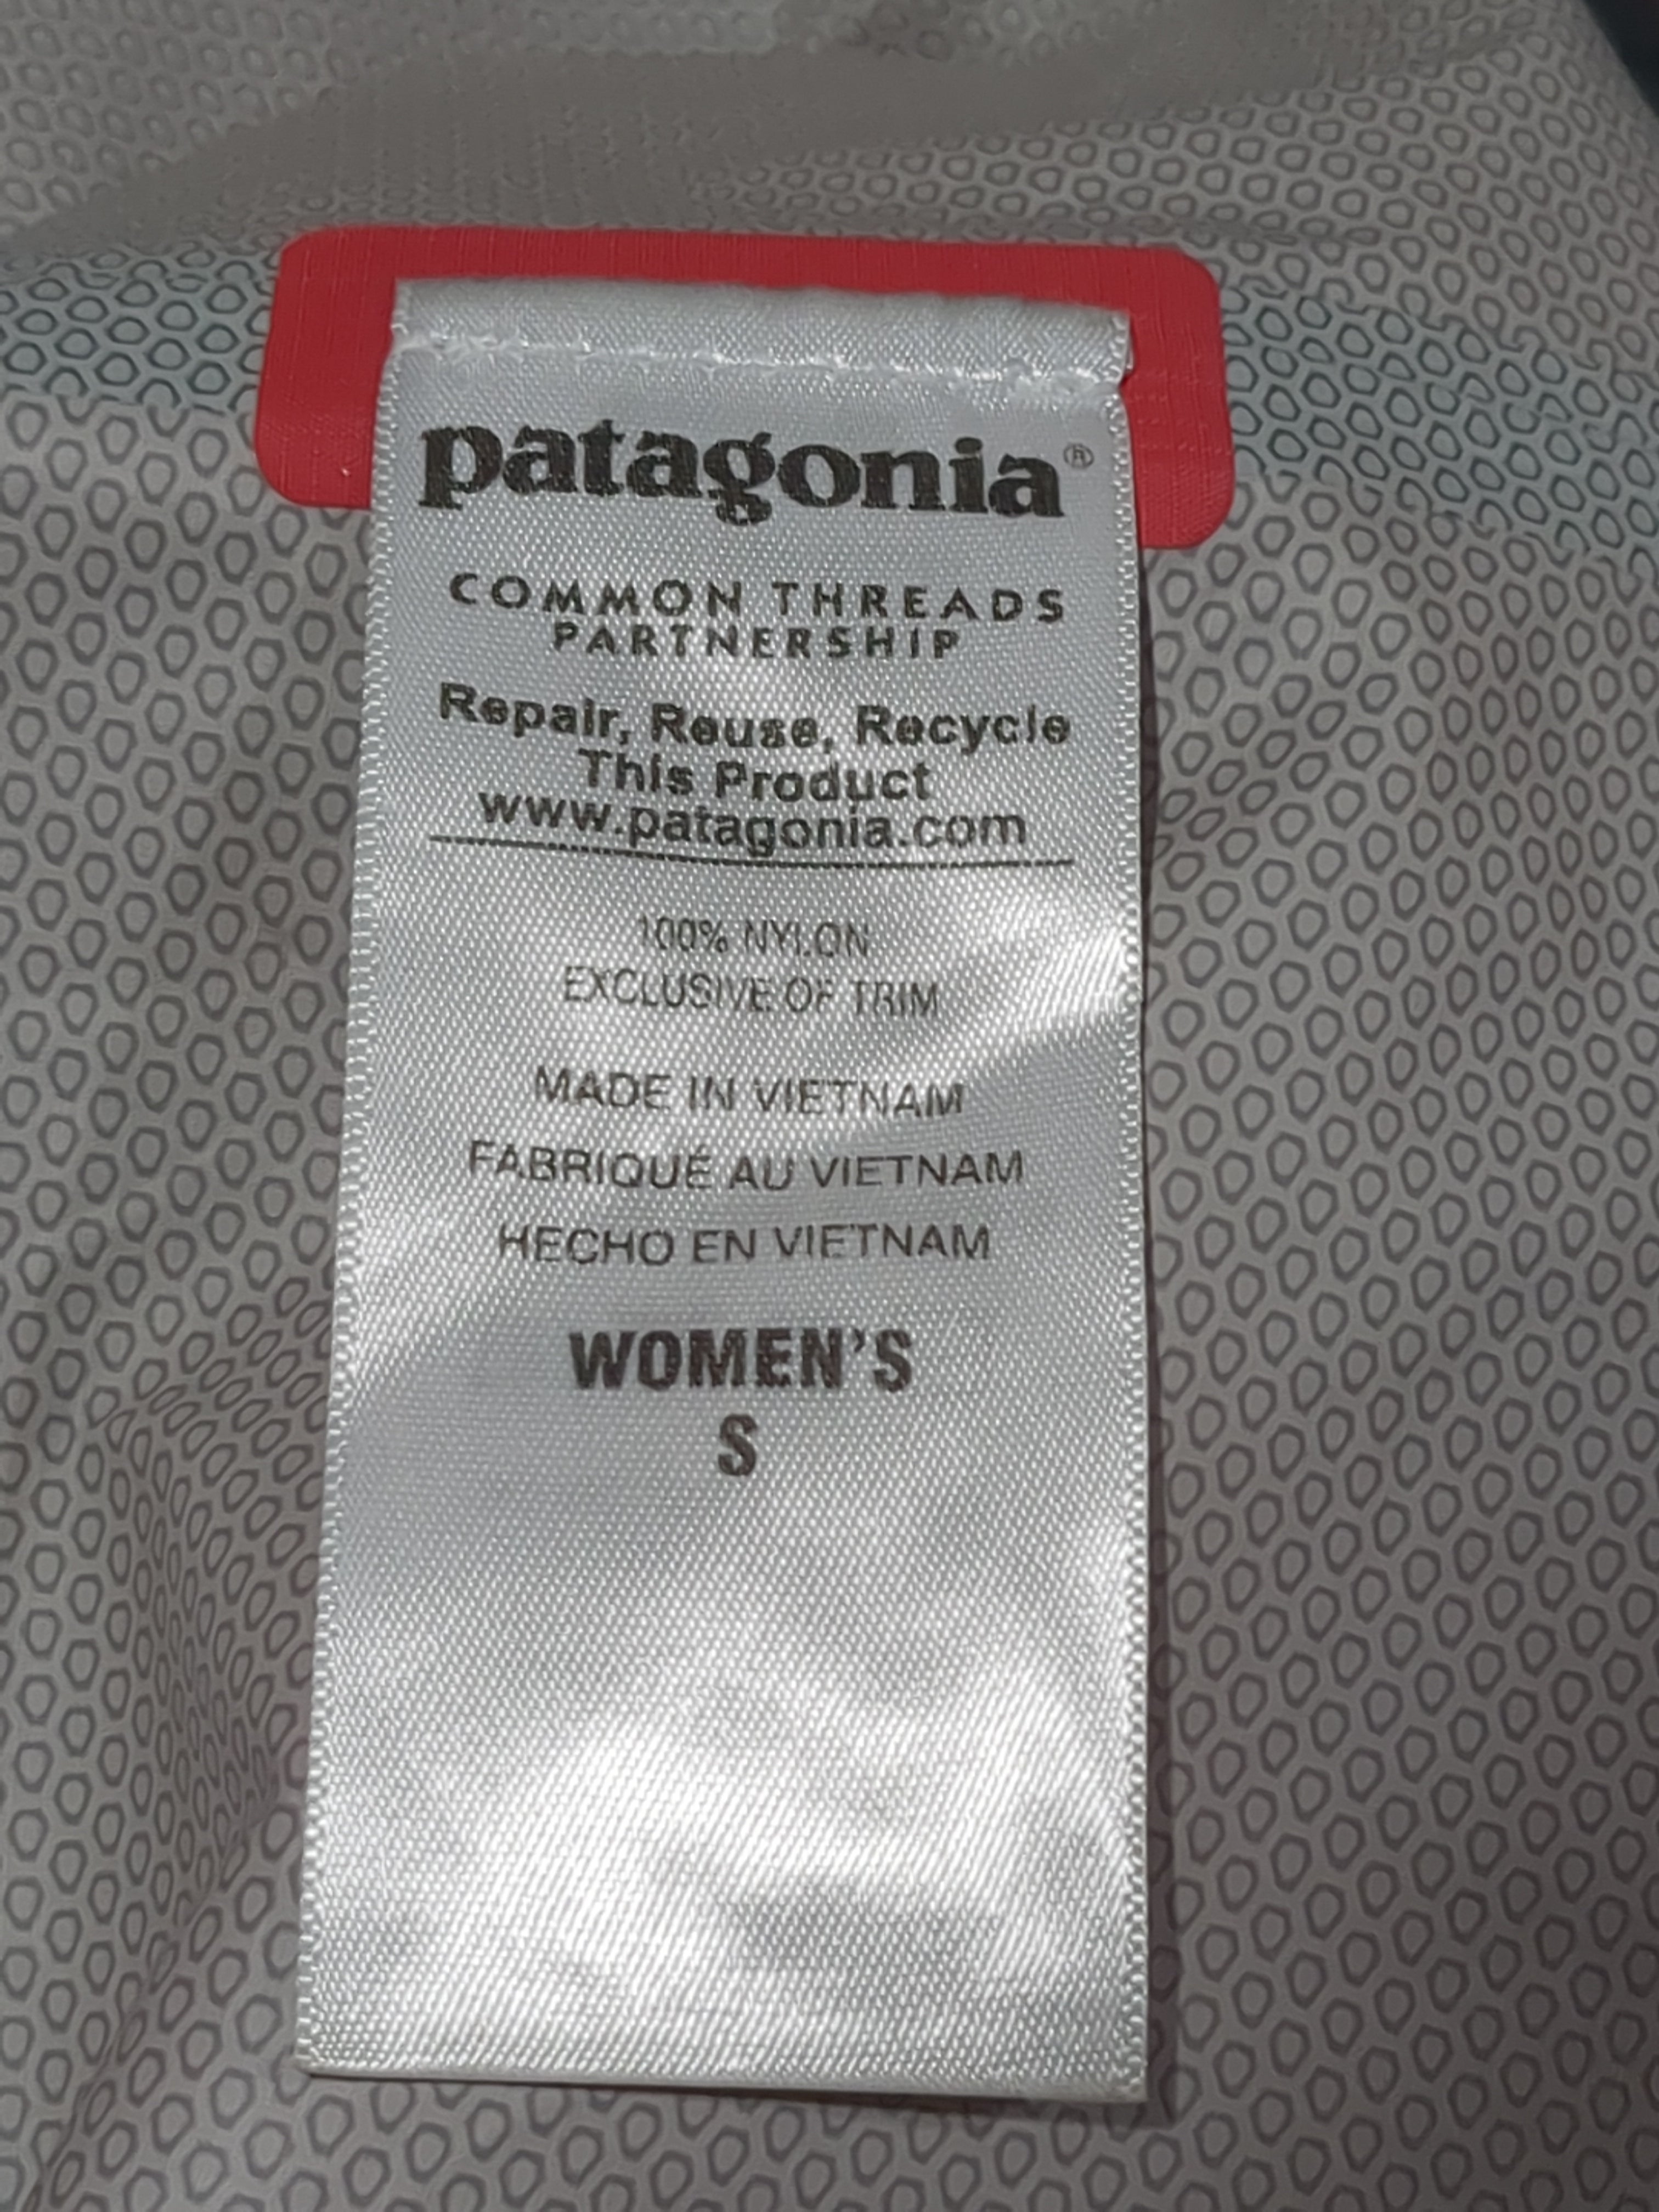 patagonia®
COMMON THREADS
PARTNERSHIP
Repair, Reuse, Recycle
This Product
www.patagonia.com
100% NYLON
EXCLUSIVE OF TRIM
MADE IN VIETNAM
FABRIQUÉ AU VIETNAM
HECHO EN VIETNAM
WOMEN'S
S